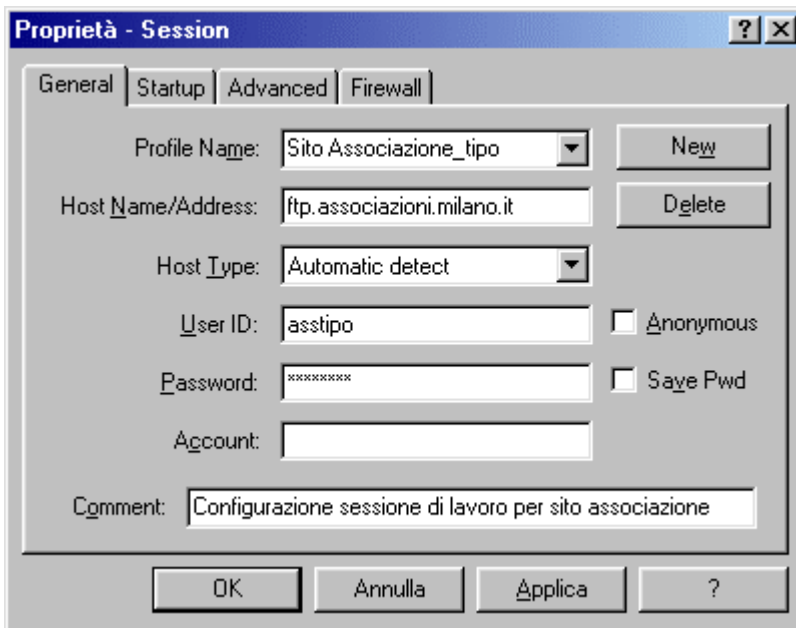 Proprietà - Session
? X
General Startup Advanced Firewall
Profile Name: Sito Associazione_tipo New
Host Name/Address: ftp.associazioni.milano.it Delete
Host Type: Automatic detect
User ID: asstipo Anonymous
Password: ******** Save Pwd
Account:
Comment: Configurazione sessione di lavoro per sito associazione
OK Annulla Applica ?